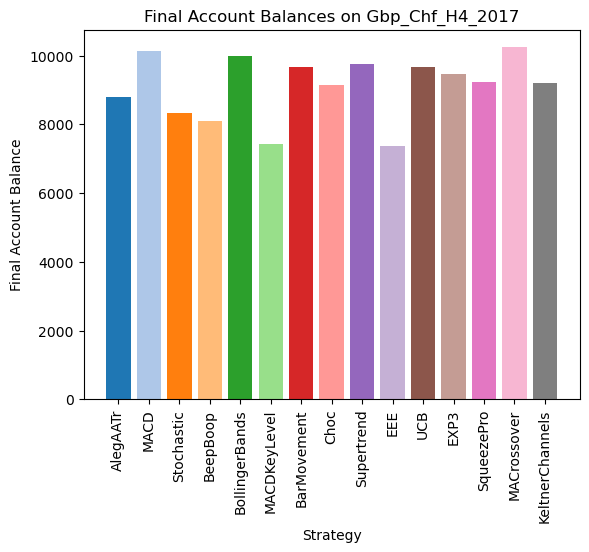 Final Account Balances on Gbp_Chf_H4_2017
Final Account Balance
10000
8000
6000
4000
2000
0
AlegAATr
MACD
Stochastic
BeepBoop
BollingerBands
MACDKeyLevel
BarMovement
Choc
Supertrend
EEE
UCB
EXP3
SqueezePro
MACrossover
KeltnerChannels
Strategy